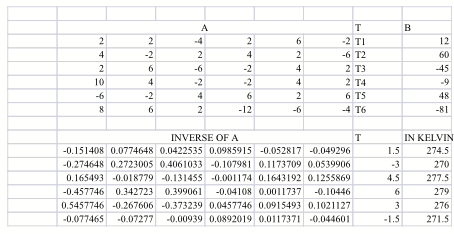 A T B
2 2 -4 2 6 -2 T1 12
4 -2 2 4 2 -6 T2 60
2 6 -6 -2 4 2 T3 -45
10 4 -2 -2 4 2 T4 -9
-6 -2 4 6 2 6 T5 48
8 6 2 -12 -6 -4 T6 -81
INVERSE OF A T IN KELVIN
-0.151408 0.0774648 0.0422535 0.0985915 -0.052817 -0.049296 1.5 274.5
-0.274648 0.2723005 0.4061033 -0.107981 0.1173709 0.0539906 -3 270
0.165493 -0.018779 -0.131455 -0.001174 0.1643192 0.1255869 4.5 277.5
-0.457746 0.342723 0.399061 -0.04108 0.0011737 -0.10446 6 279
0.5457746 -0.267606 -0.373239 0.0457746 0.0915493 0.1021127 3 276
-0.077465 -0.07277 -0.00939 0.0892019 0.0117371 -0.044601 -1.5 271.5